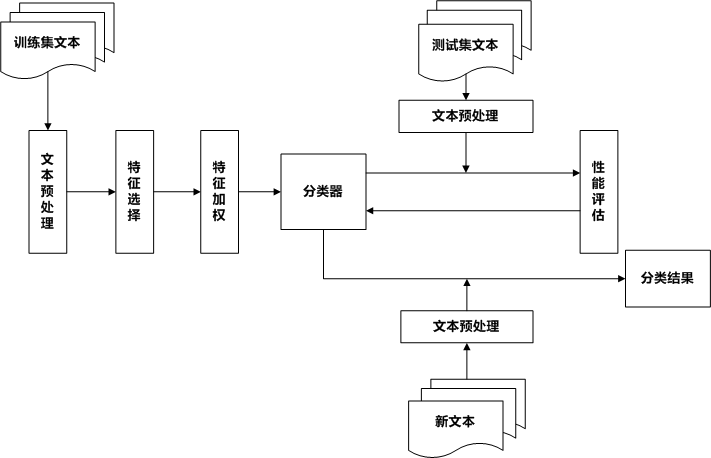 训练集文本
测试集文本
文本预处理
文本预处理
特征选择
特征加权
分类器
性能评估
分类结果
文本预处理
新文本